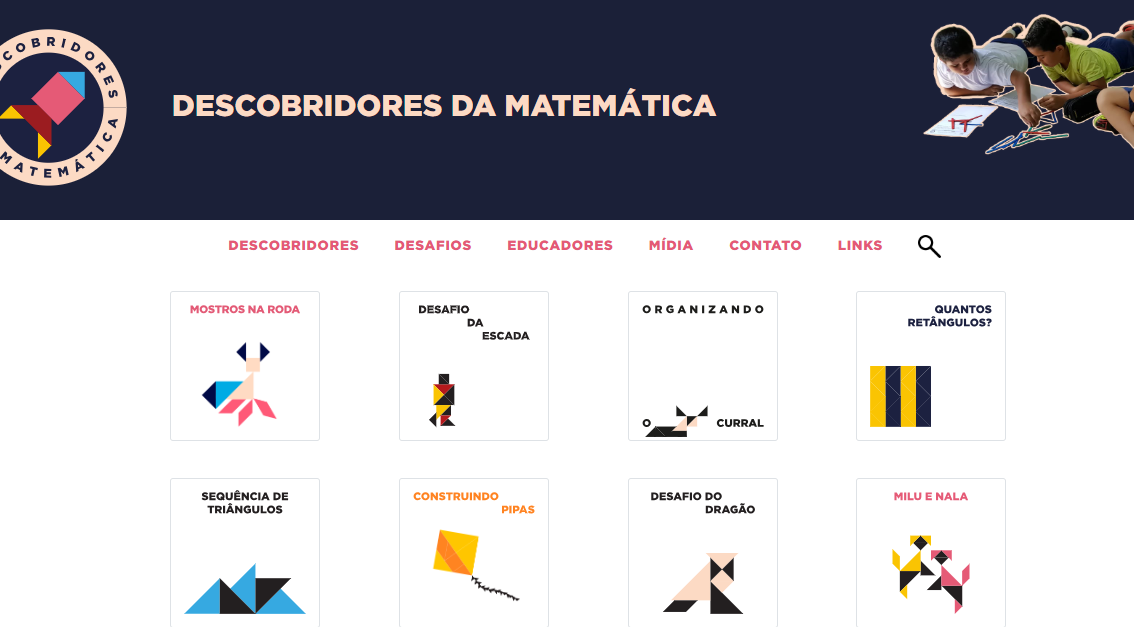 DESCOBRIDORES
MATEMÁTICA
DESCOBRIDORES DA MATEMÁTICA
DESCOBRIDORES DESAFIOS EDUCADORES MÍDIA CONTATO LINKS
MOSTROS NA RODA
DESAFIO
DA
ESCADA
ORGANIZANDO
O CURRAL
QUANTOS
RETÂNGULOS?
SEQUÊNCIA DE
TRIÂNGULOS
CONSTRUINDO
PIPAS
DESAFIO DO
DRAGÃO
MILU E NALA